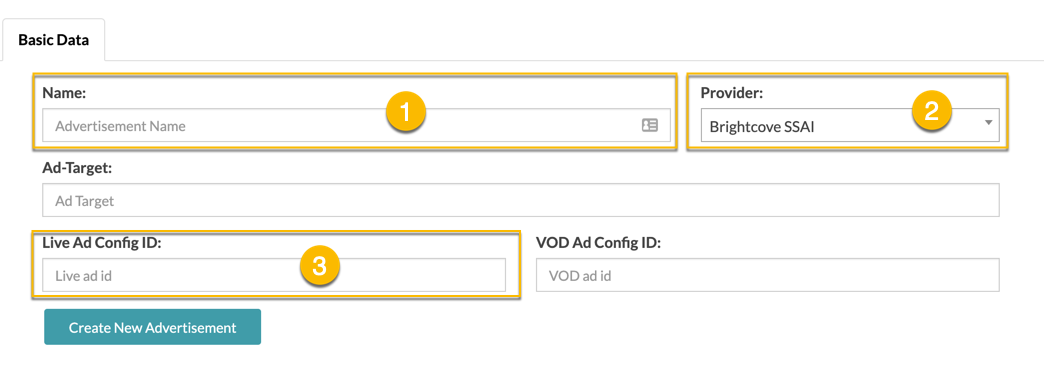 Basic Data
Name: Provider:
Advertisement Name 1 Brightcove SSAI 2
Ad-Target:
Ad Target
Live Ad Config ID: VOD Ad Config ID:
Live ad id 3 VOD ad id
Create New Advertisement